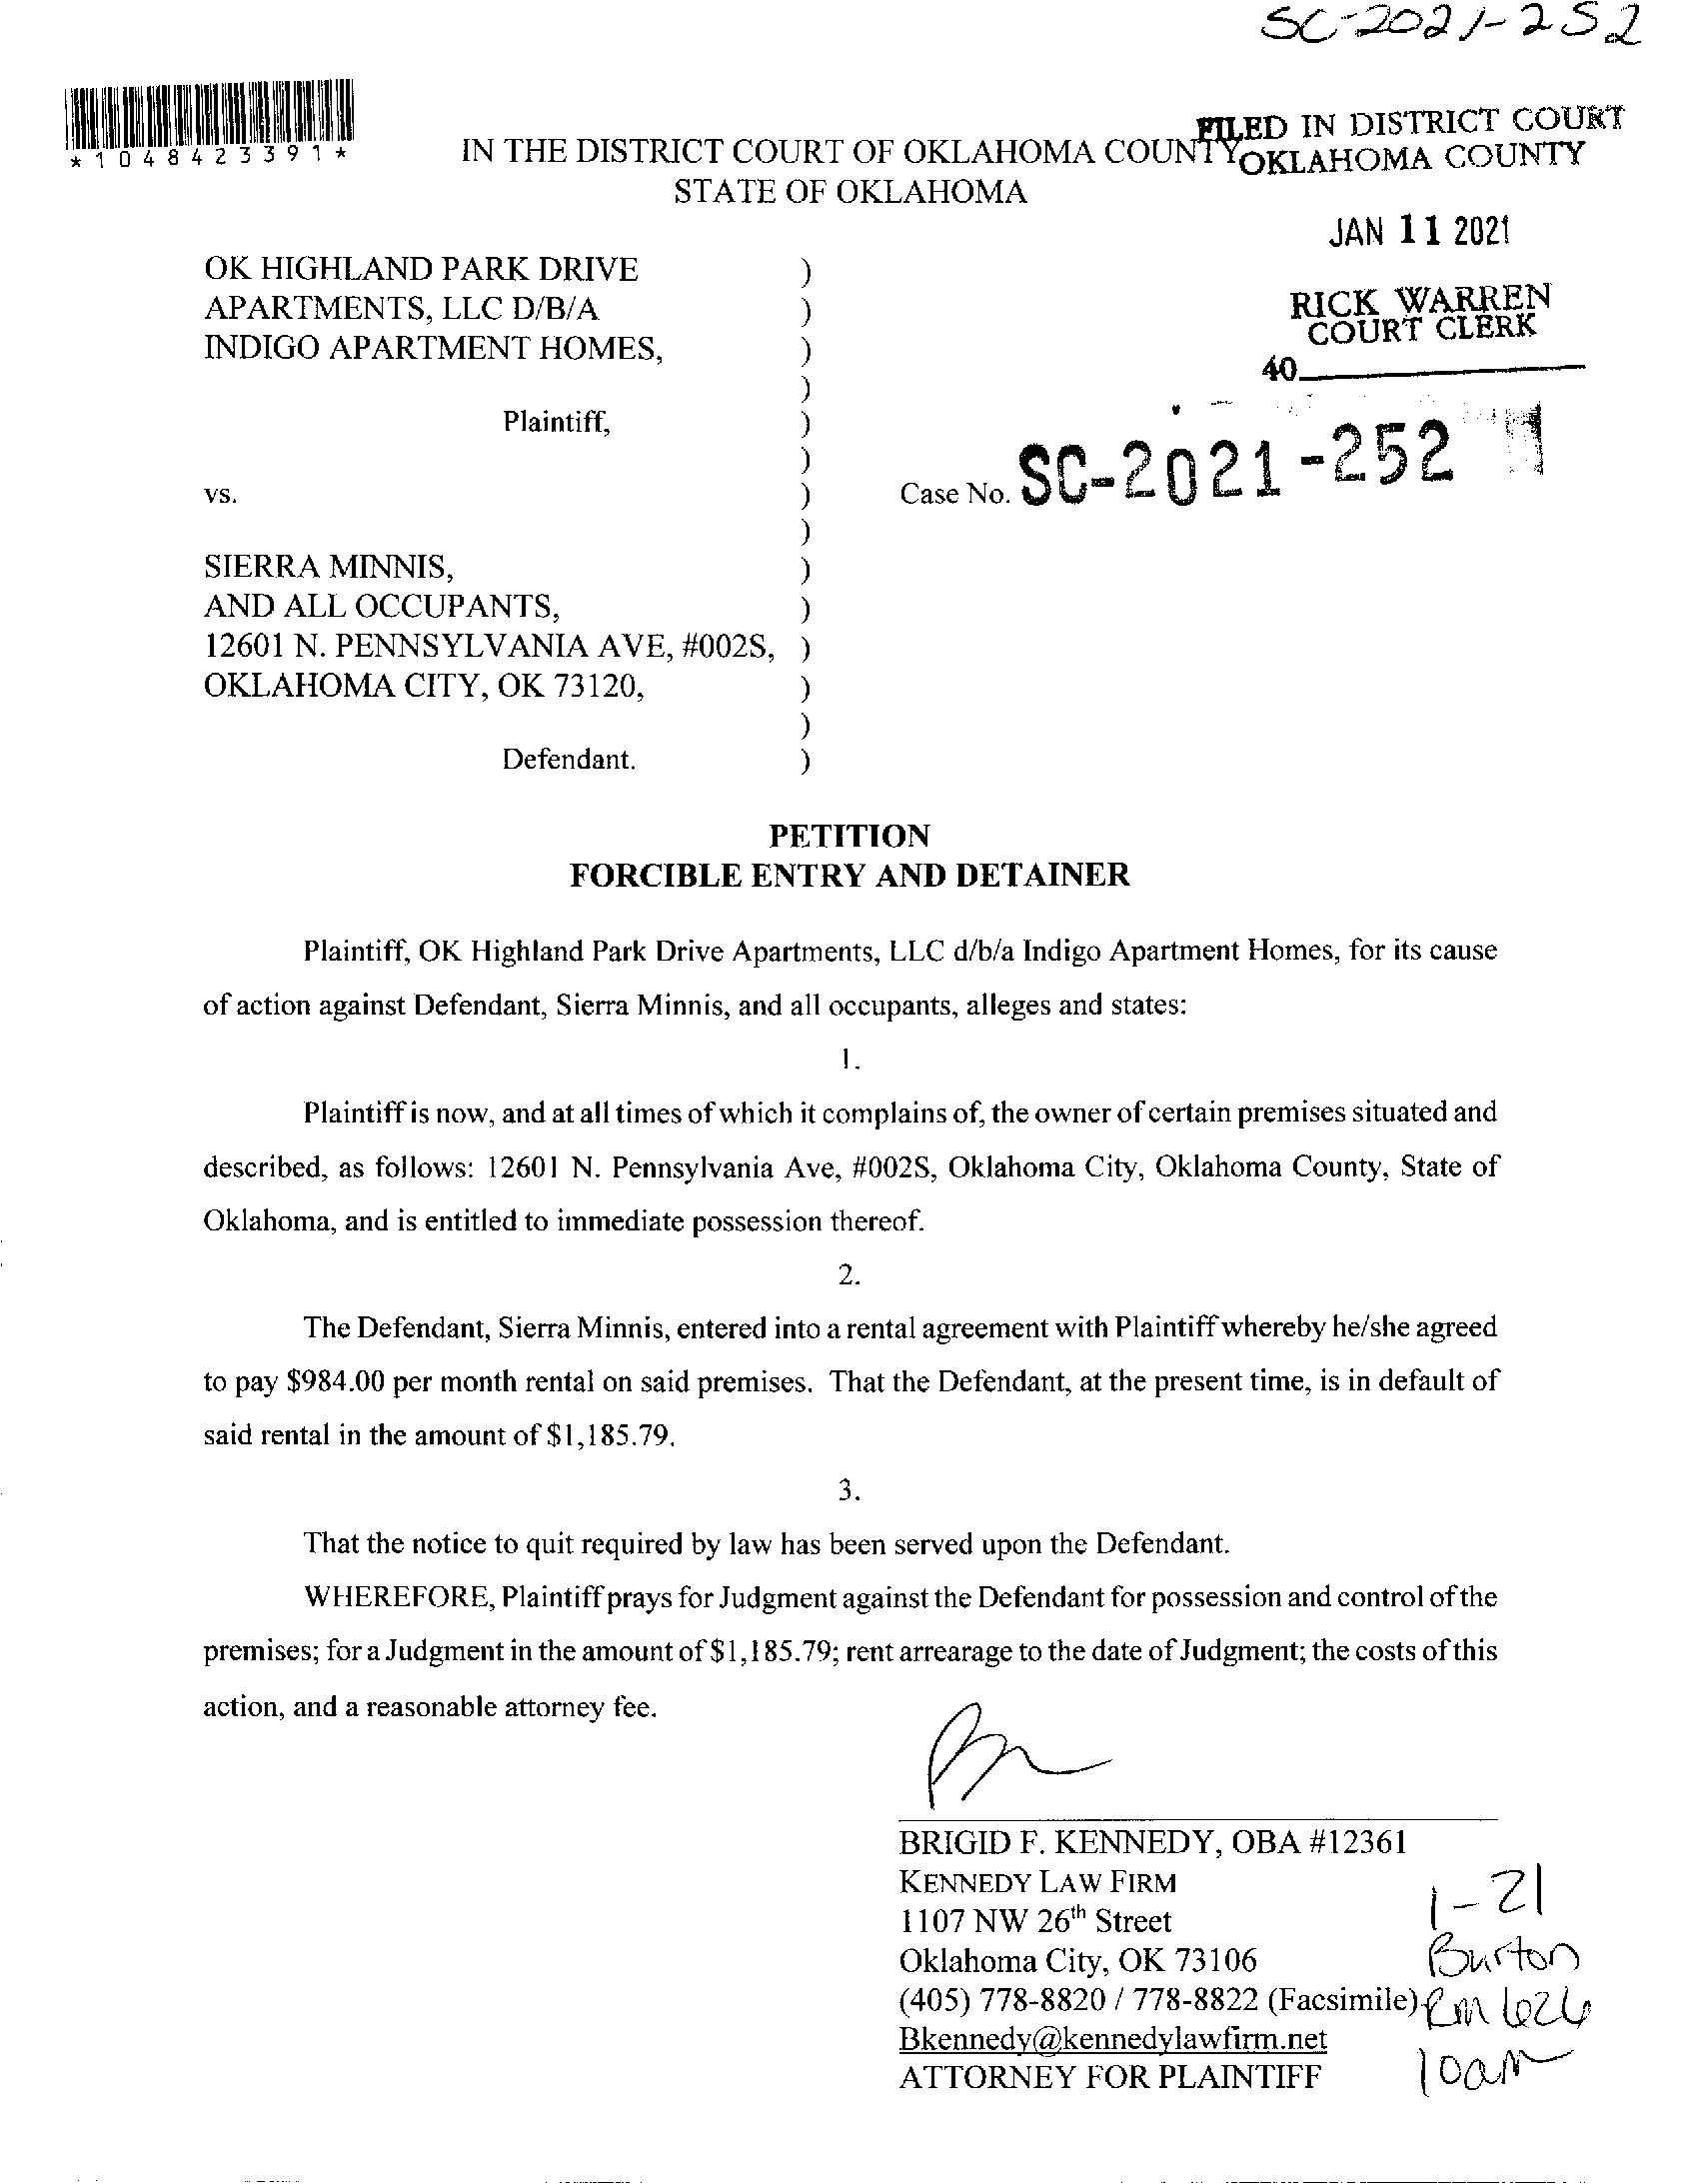 SC-2021-252
*1048423391*
IN THE DISTRICT COURT OF OKLAHOMA COUNTY
STATE OF OKLAHOMA
FILED IN DISTRICT COURT
OKLAHOMA COUNTY
JAN 11 2021
RICK WARREN
COURT CLERK
40
OK HIGHLAND PARK DRIVE )
APARTMENTS, LLC D/B/A )
INDIGO APARTMENT HOMES, )
)
Plaintiff, )
)
vs. ) Case No. SC-2021-252
)
SIERRA MINNIS, )
AND ALL OCCUPANTS, )
12601 N. PENNSYLVANIA AVE, #002S, )
OKLAHOMA CITY, OK 73120, )
)
Defendant. )
PETITION
FORCIBLE ENTRY AND DETAINER
Plaintiff, OK Highland Park Drive Apartments, LLC d/b/a Indigo Apartment Homes, for its cause
of action against Defendant, Sierra Minnis, and all occupants, alleges and states:
1.
Plaintiff is now, and at all times of which it complains of, the owner of certain premises situated and
described, as follows: 12601 N. Pennsylvania Ave, #002S, Oklahoma City, Oklahoma County, State of
Oklahoma, and is entitled to immediate possession thereof.
2.
The Defendant, Sierra Minnis, entered into a rental agreement with Plaintiff whereby he/she agreed
to pay $984.00 per month rental on said premises. That the Defendant, at the present time, is in default of
said rental in the amount of $1,185.79.
3.
That the notice to quit required by law has been served upon the Defendant.
WHEREFORE, Plaintiff prays for Judgment against the Defendant for possession and control of the
premises; for a Judgment in the amount of $1,185.79; rent arrearage to the date of Judgment; the costs of this
action, and a reasonable attorney fee.
BRIGID F. KENNEDY, OBA #12361
KENNEDY LAW FIRM
1107 NW 26th Street
Oklahoma City, OK 73106
(405) 778-8820 / 778-8822 (Facsimile)
Bkennedy@kennedylawfirm.net
ATTORNEY FOR PLAINTIFF
1-21
Burton
Rm 626
10am